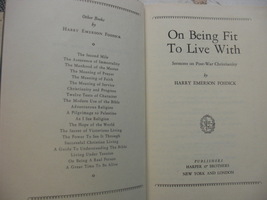 Other Books
by
HARRY EMERSON FOSDICK
The Second Mile
The Assurance of Immortality
The Manhood of the Master
The Meaning of Prayer
The Meaning of Faith
The Meaning of Service
Christianity and Progress
Twelve Tests of Character
The Modern Use of the Bible
Adventurous Religion
A Pilgrimage to Palestine
As I See Religion
The Hope of the World
The Secret of Victorious Living
The Power To See It Through
Successful Christian Living
A Guide To Understanding The Bible
Living Under Tension
On Being a Real Person
A Great Time To Be Alive
On Being Fit
To Live With
Sermons on Post-War Christianity
BY
HARRY EMERSON FOSDICK
PUBLISHERS
HARPER & BROTHERS
NEW YORK AND LONDON